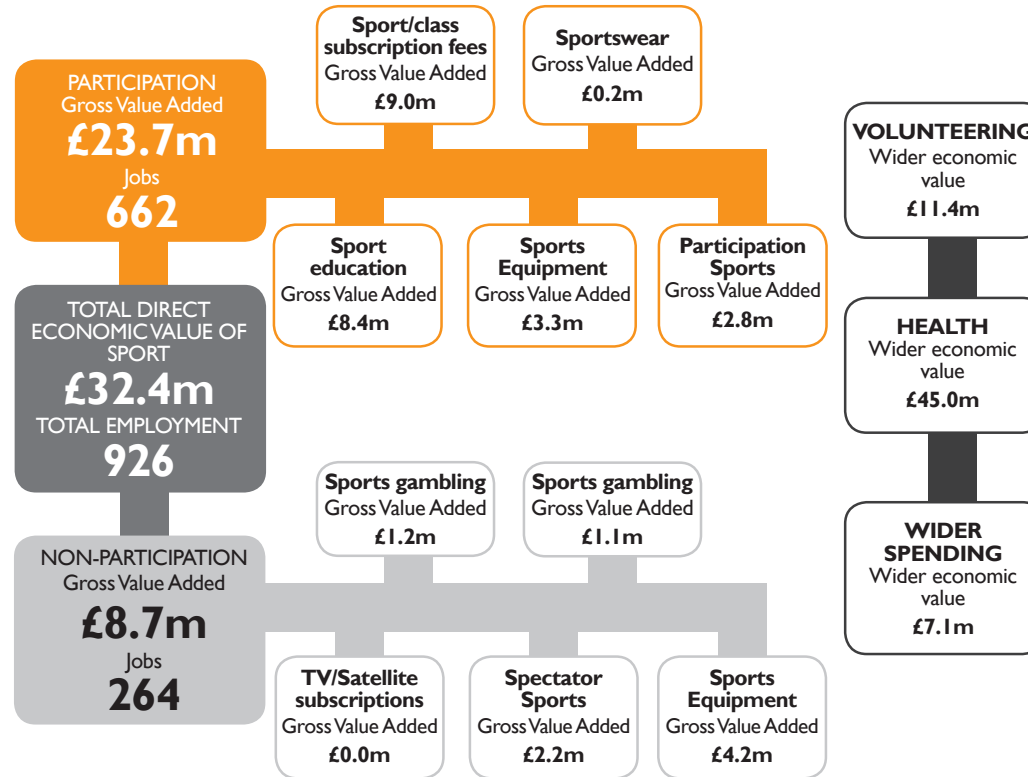 PARTICIPATION
Gross Value Added
£23.7m
Jobs
662
Sport/class
subscription fees
Gross Value Added
£9.0m
Sportswear
Gross Value Added
£0.2m
Sport
education
Gross Value Added
£8.4m
Sports
Equipment
Gross Value Added
£3.3m
Participation
Sports
Gross Value Added
£2.8m
TOTAL DIRECT
ECONOMIC VALUE OF
SPORT
£32.4m
TOTAL EMPLOYMENT
926
NON-PARTICIPATION
Gross Value Added
£8.7m
Jobs
264
Sports gambling
Gross Value Added
£1.2m
Sports gambling
Gross Value Added
£1.1m
TV/Satellite
subscriptions
Gross Value Added
£0.0m
Spectator
Sports
Gross Value Added
£2.2m
Sports
Equipment
Gross Value Added
£4.2m
VOLUNTEERING
Wider economic
value
£11.4m
HEALTH
Wider economic
value
£45.0m
WIDER
SPENDING
Wider economic
value
£7.1m